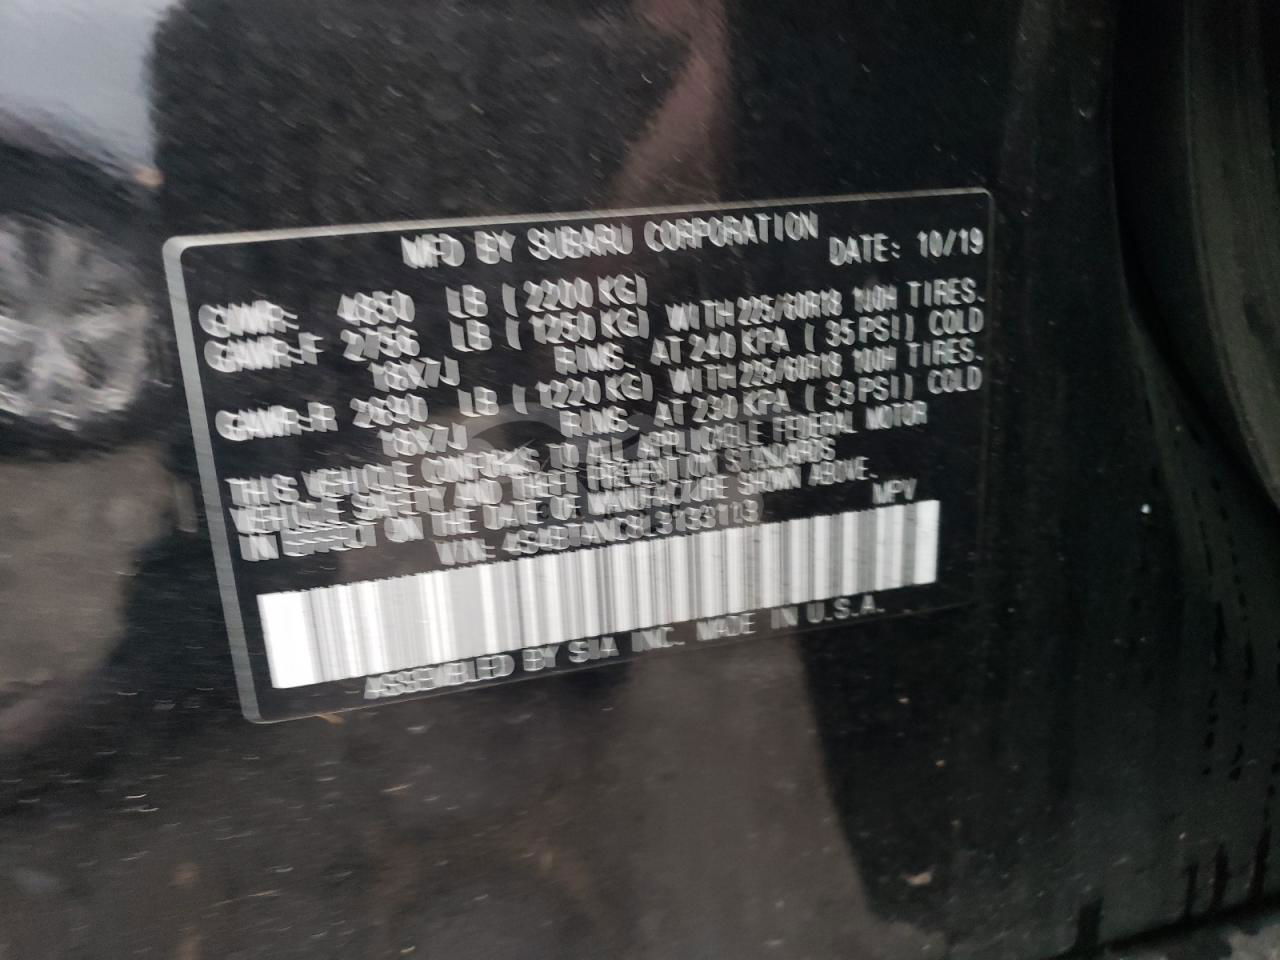 MFD BY SUBARU CORPORATION
DATE: 10/19
GVWR: 4850 LB (2200 KG)
GAWR-F 2756 LB (1250 KG) WITH 225/60R18 100H TIRES.
18X7J RIMS. AT 240 KPA (35 PSI) COLD
GAWR-R 2690 LB (1220 KG) WITH 225/60R18 100H TIRES.
18X7J RIMS. AT 230 KPA (33 PSI) COLD
THIS VEHICLE CONFORMS TO ALL APPLICABLE FEDERAL MOTOR
VEHICLE SAFETY AND THEFT PREVENTION STANDARDS
IN EFFECT ON THE DATE OF MANUFACTURE SHOWN ABOVE.
VIN: MPV
ASSEMBLED BY SIA INC. MADE IN U.S.A.